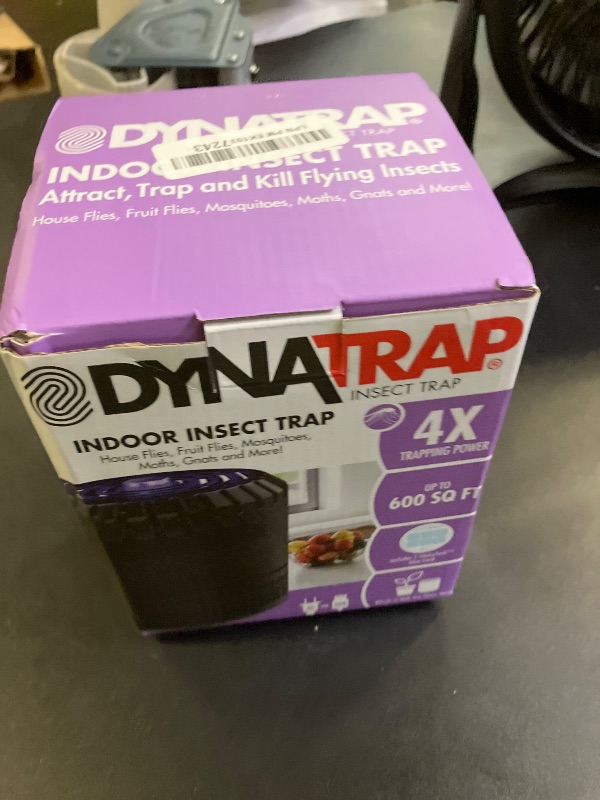 DYNATRAP®
INSECT TRAP
INDOOR INSECT TRAP
Attract, Trap and Kill Flying Insects
House Flies, Fruit Flies, Mosquitoes, Moths, Gnats and More!
DYNATRAP®
INSECT TRAP
INDOOR INSECT TRAP
House Flies, Fruit Flies, Mosquitoes,
Moths, Gnats and More!
4X
TRAPPING POWER
UP TO
600 SQ FT